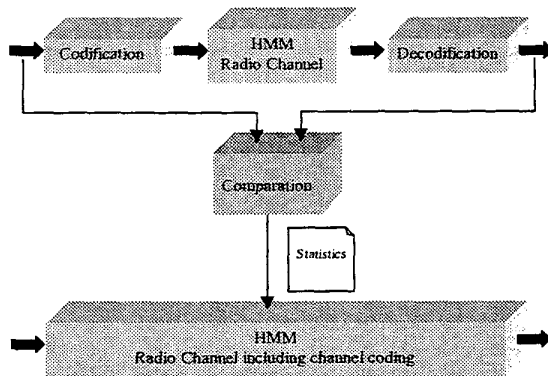 Codification
HMM
Radio Channel
Decodification
Comparation
Statistics
HMM
Radio Channel including channel coding